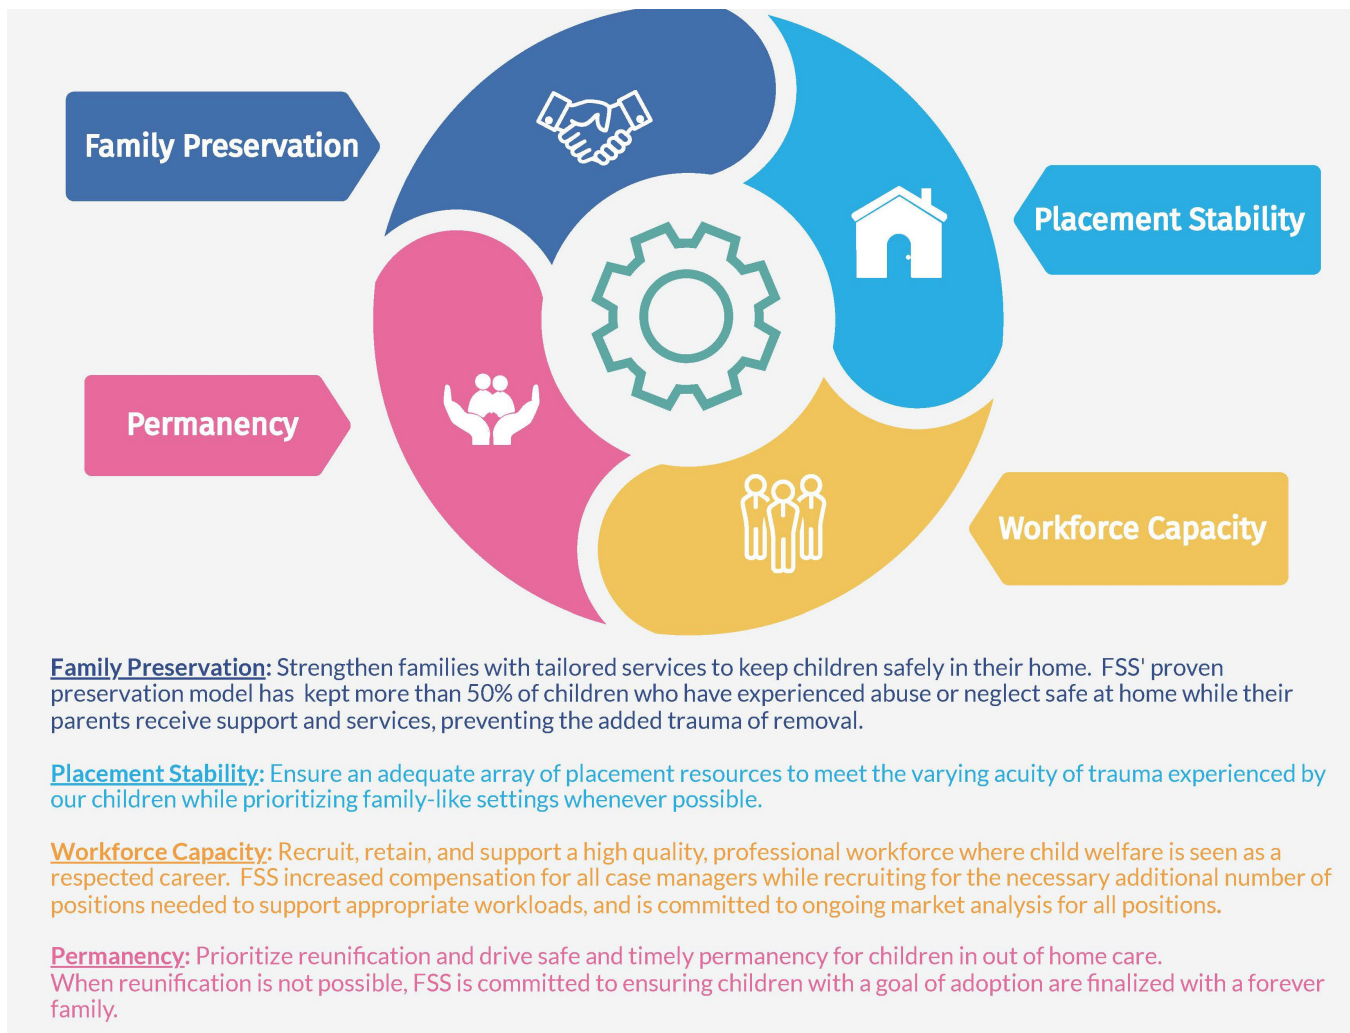 Family Preservation
Placement Stability
Permanency
Workforce Capacity
Family Preservation: Strengthen families with tailored services to keep children safely in their home.  FSS' proven
preservation model has  kept more than 50% of children who have experienced abuse or neglect safe at home while their
parents receive support and services, preventing the added trauma of removal.
Placement Stability: Ensure an adequate array of placement resources to meet the varying acuity of trauma experienced by
our children while prioritizing family-like settings whenever possible.
Workforce Capacity: Recruit, retain, and support a high quality, professional workforce where child welfare is seen as a
respected career.  FSS increased compensation for all case managers while recruiting for the necessary additional number of
positions needed to support appropriate workloads, and is committed to ongoing market analysis for all positions.
Permanency: Prioritize reunification and drive safe and timely permanency for children in out of home care.
When reunification is not possible, FSS is committed to ensuring children with a goal of adoption are finalized with a forever
family.